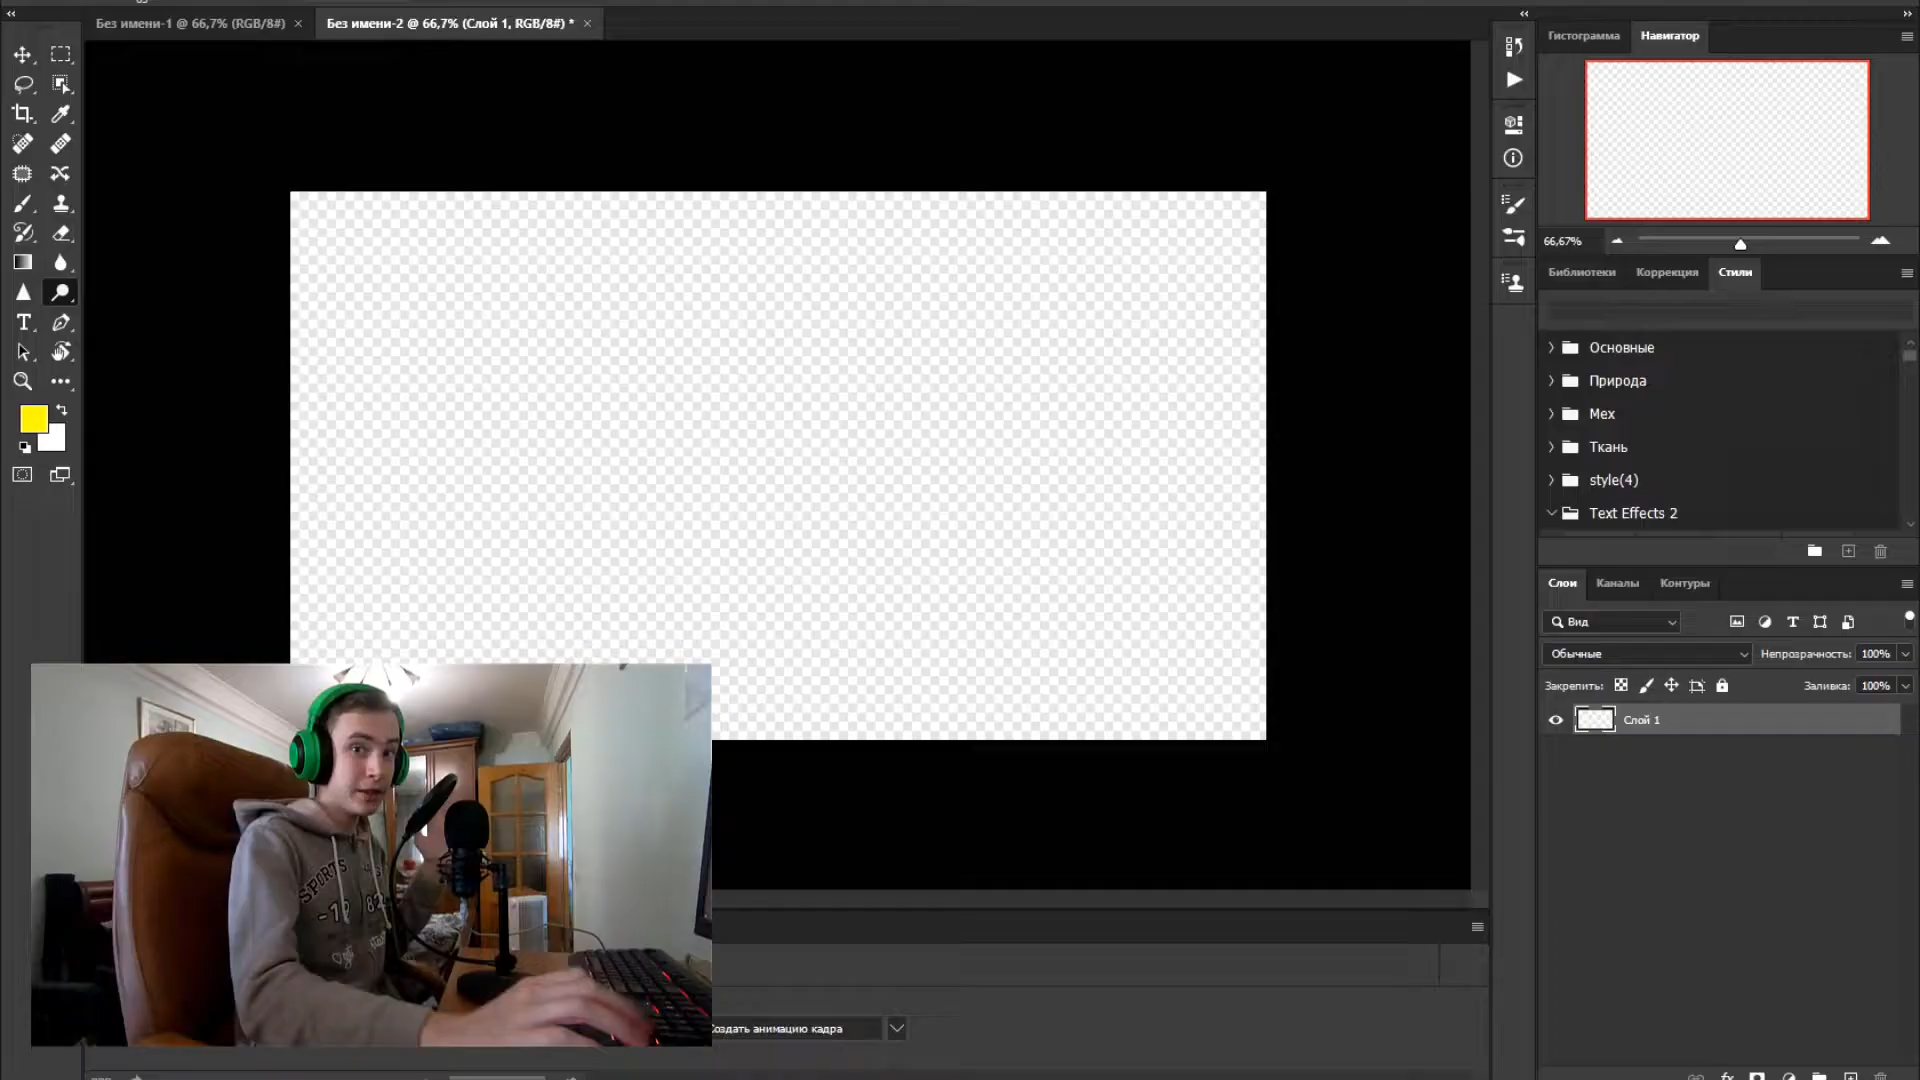 Без имени-1 @ 66,7% (RGB/8#) ×
Без имени-2 @ 66,7% (Слой 1, RGB/8#) * ×
Гистограмма
Навигатор
66,67%
Библиотеки
Коррекция
Стили
Основные
Природа
Мех
Ткань
style(4)
Text Effects 2
Слои
Каналы
Контуры
Вид
Обычные
Непрозрачность: 100%
Закрепить:
Заливка: 100%
Слой 1
SPORTS
Создать анимацию кадра